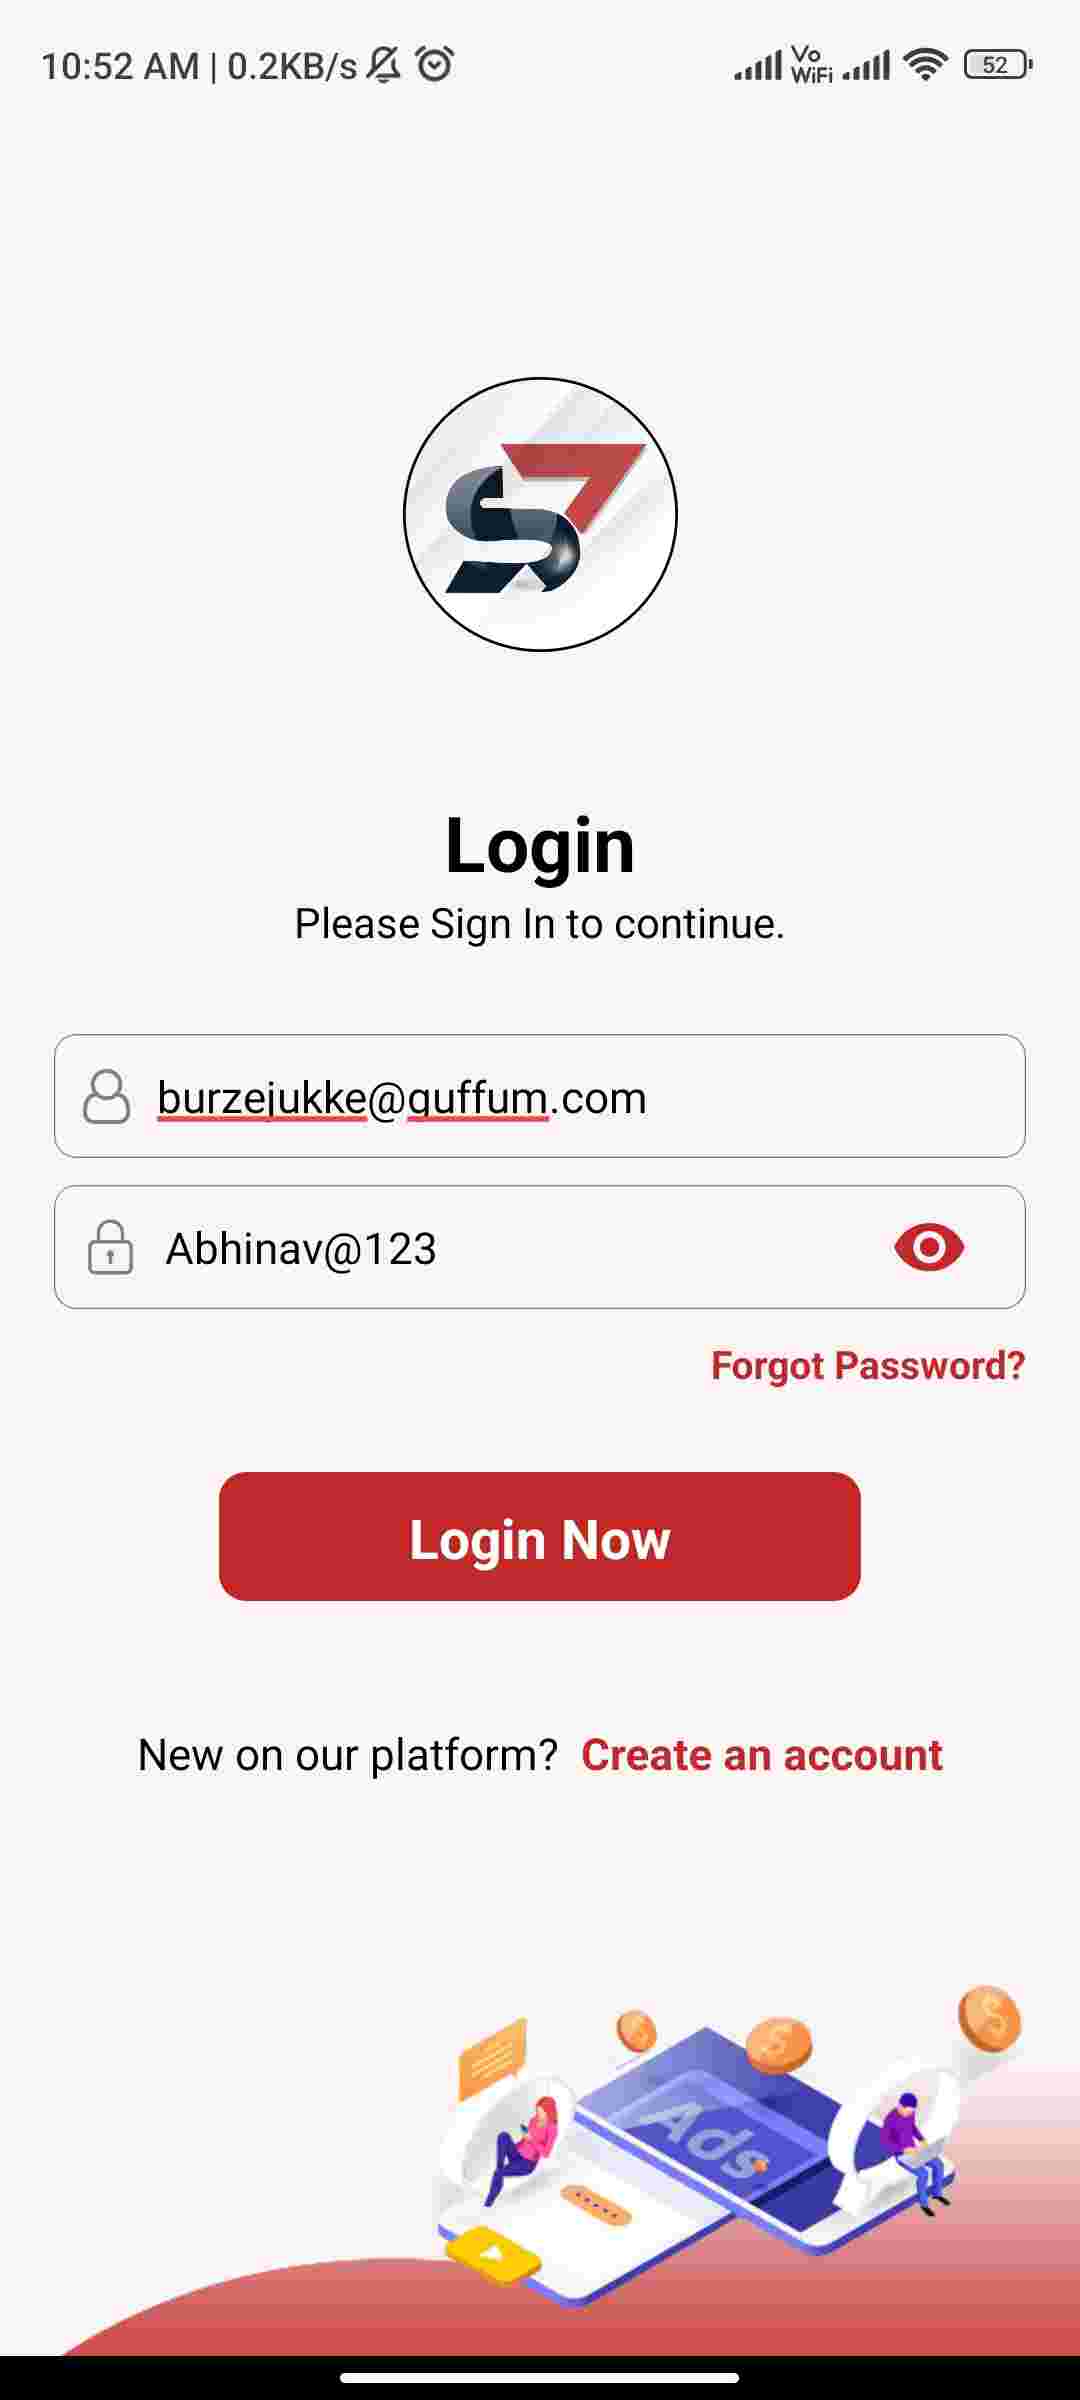 10:52 AM | 0.2KB/s
Vo
WiFi
52
S7
Login
Please Sign In to continue.
burzejukke@guffum.com
Abhinav@123
Forgot Password?
Login Now
New on our platform? Create an account
Ads